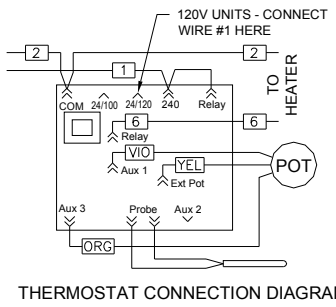 120V UNITS - CONNECT
WIRE #1 HERE
2
2
1
TO
HEATER
COM
24/100
24/120
240
Relay
6
6
Relay
VIO
Aux 1
YEL
POT
Ext Pot
Aux 3
Probe
Aux 2
ORG
THERMOSTAT CONNECTION DIAGRA